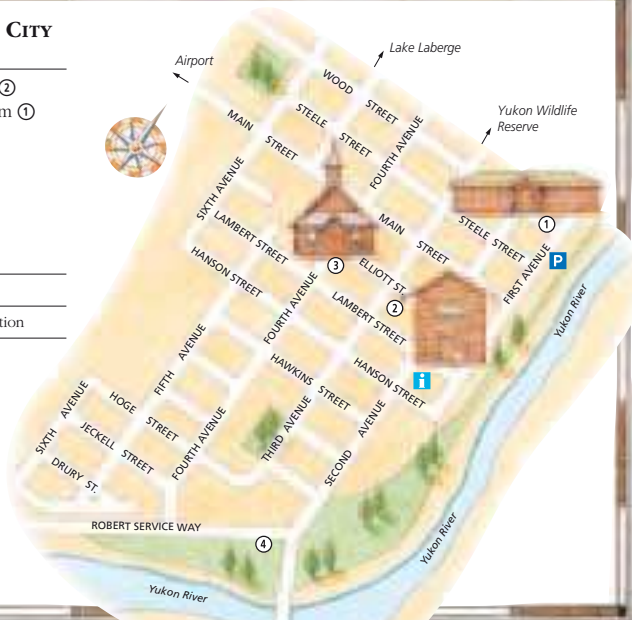 CITY
②
m ①
tion
Airport
Lake Laberge
Yukon Wildlife
Reserve
WOOD STREET
STEELE STREET
MAIN STREET
FOURTH AVENUE
SIXTH AVENUE
LAMBERT STREET
HANSON STREET
MAIN STREET
STEELE STREET
①
P
FIRST AVENUE
Yukon River
③
ELLIOTT ST.
②
LAMBERT STREET
FOURTH AVENUE
HANSON STREET
i
HAWKINS STREET
FIFTH AVENUE
SIXTH AVENUE
HOGE STREET
JECKELL STREET
DRURY ST.
FOURTH AVENUE
THIRD AVENUE
SECOND AVENUE
ROBERT SERVICE WAY
④
Yukon River
Yukon River